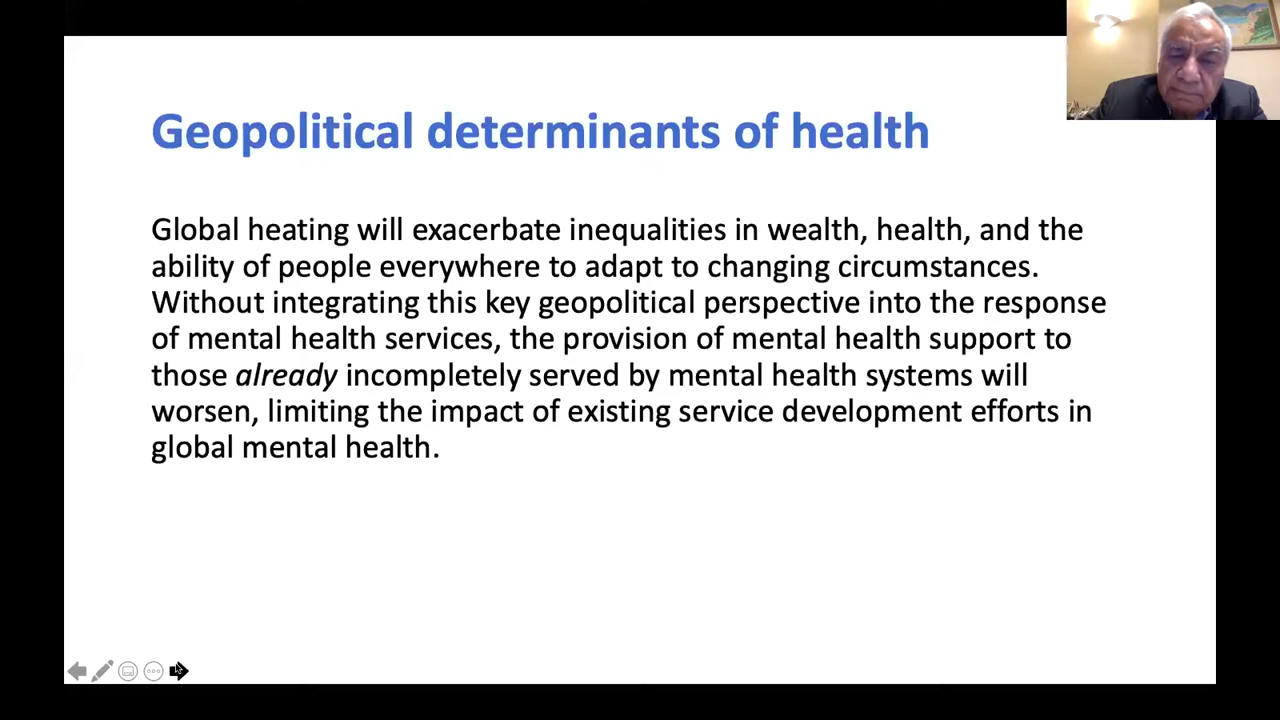 Geopolitical determinants of health
Global heating will exacerbate inequalities in wealth, health, and the
ability of people everywhere to adapt to changing circumstances.
Without integrating this key geopolitical perspective into the response
of mental health services, the provision of mental health support to
those already incompletely served by mental health systems will
worsen, limiting the impact of existing service development efforts in
global mental health.